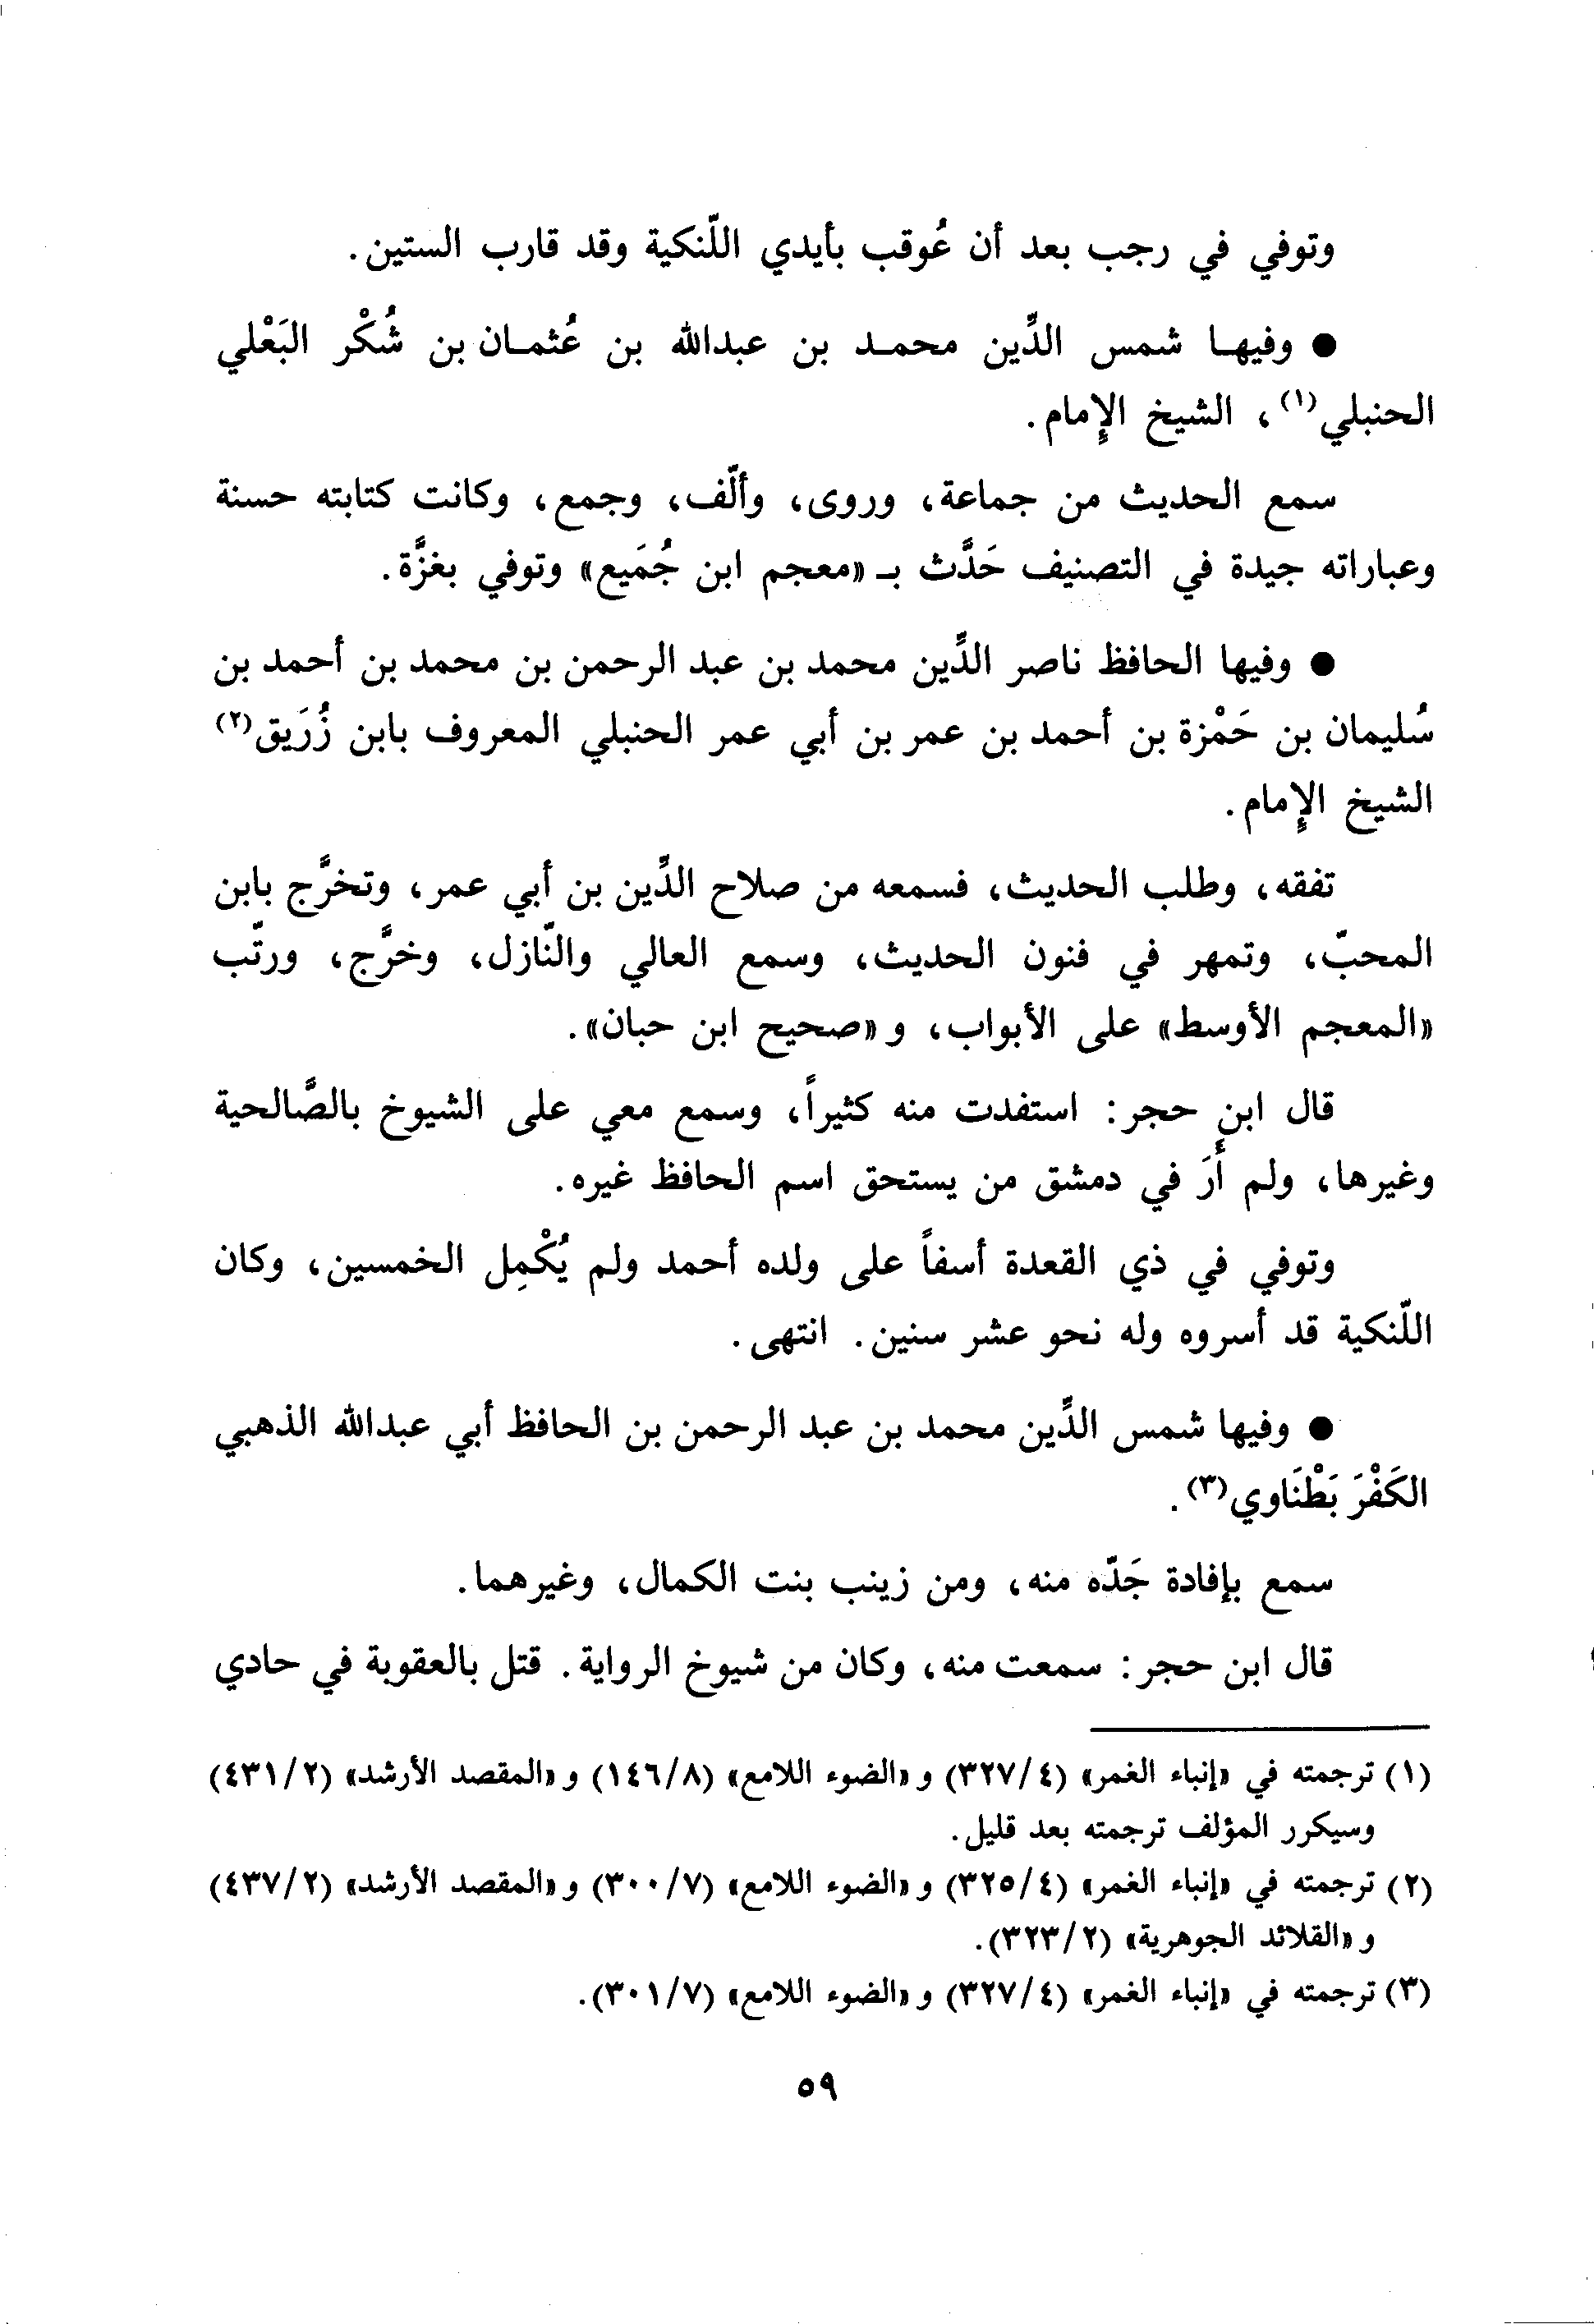 وتوفي في رجب بعد أن عُوقب بأيدي اللّنكية وقد قارب الستين.
● وفيهـا شمس الدِّين محمـد بن عبدالله بن عُثمـان بن شُكْر البَعْلي
الحنبلي(١)، الشيخ الإمام.
سمع الحديث من جماعة، وروى، وألّف، وجمع، وكانت كتابته حسنة
وعباراته جيدة في التصنيف حَدَّث بـ «معجم ابن جُمَيع» وتوفي بغزَّة.
● وفيها الحافظ ناصر الدِّين محمد بن عبد الرحمن بن محمد بن أحمد بن
سُليمان بن حَمْزة بن أحمد بن عمر بن أبي عمر الحنبلي المعروف بابن زُرَيق(٢)
الشيخ الإمام.
تفقه، وطلب الحديث، فسمعه من صلاح الدِّين بن أبي عمر، وتخرَّج بابن
المحبّ، وتمهر في فنون الحديث، وسمع العالي والنّازل، وخرَّج، ورتّب
«المعجم الأوسط» على الأبواب، و «صحيح ابن حبان».
قال ابن حجر: استفدت منه كثيراً، وسمع معي على الشيوخ بالصَّالحية
وغيرها، ولم أَرَ في دمشق من يستحق اسم الحافظ غيره.
وتوفي في ذي القعدة أسفاً على ولده أحمد ولم يُكْمِل الخمسين، وكان
اللّنكية قد أسروه وله نحو عشر سنين. انتهى.
● وفيها شمس الدِّين محمد بن عبد الرحمن بن الحافظ أبي عبدالله الذهبي
الكَفْرَ بَطْنَاوي(٣).
سمع بإفادة جَدّه منه، ومن زينب بنت الكمال، وغيرهما.
قال ابن حجر: سمعت منه، وكان من شيوخ الرواية. قتل بالعقوبة في حادي
(١) ترجمته في «إنباء الغمر» (٣٢٧/٤) و «الضوء اللامع» (١٤٦/٨) و «المقصد الأرشد» (٤٣١/٢)
وسيكرر المؤلف ترجمته بعد قليل.
(٢) ترجمته في «إنباء الغمر» (٣٢٥/٤) و «الضوء اللامع» (٣٠٠/٧) و «المقصد الأرشد» (٤٣٧/٢)
و «القلائد الجوهرية» (٣٢٣/٢).
(٣) ترجمته في «إنباء الغمر» (٣٢٧/٤) و «الضوء اللامع» (٣٠١/٧).
٥٩